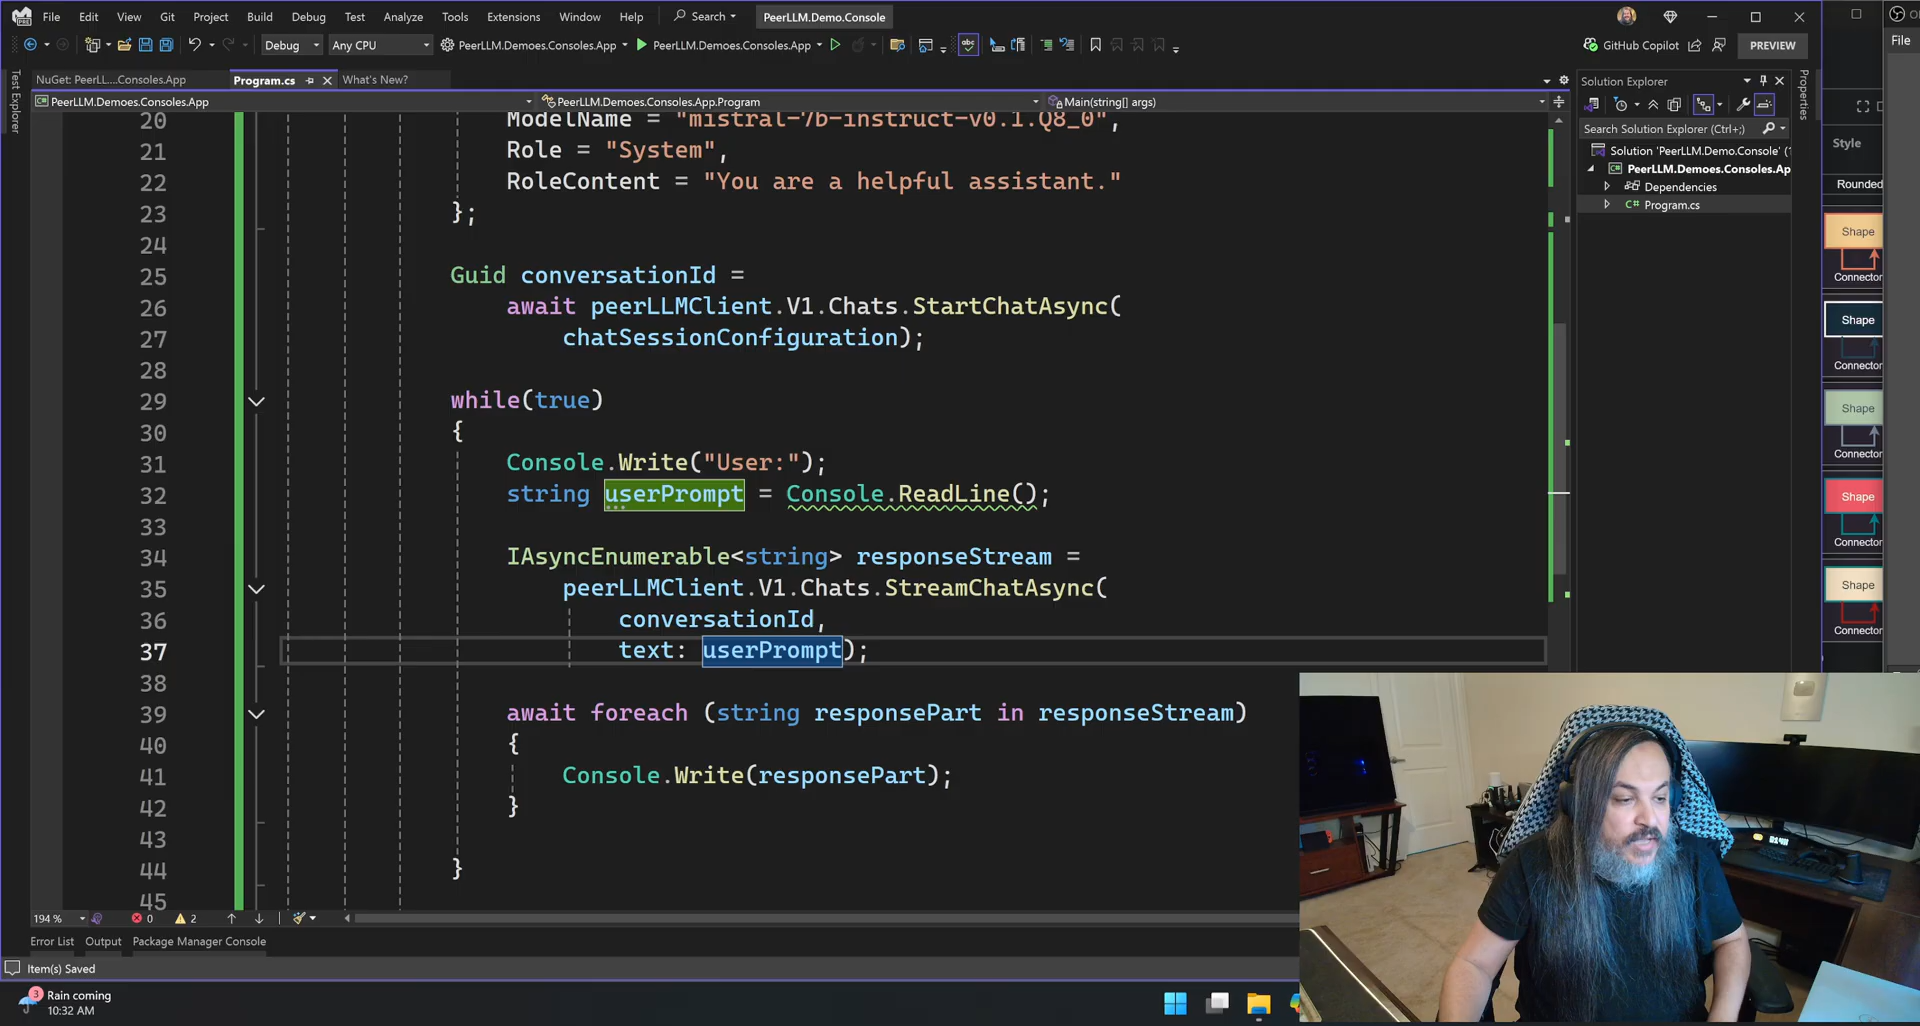 File Edit View Git Project Build Debug Test Analyze Tools Extensions Window Help Search PeerLLM.Demo.Console
Debug Any CPU PeerLLM.Demoes.Consoles.App PeerLLM.Demoes.Consoles.App GitHub Copilot PREVIEW
File
NuGet: PeerLL....Consoles.App Program.cs What's New?
Test Explorer
PeerLLM.Demoes.Consoles.App PeerLLM.Demoes.Consoles.App.Program Main(string[] args)
20 ModelName = "mistral-7b-instruct-v0.1.Q8_0",
21 Role = "System",
22 RoleContent = "You are a helpful assistant."
23 };
24
25 Guid conversationId =
26 await peerLLMClient.V1.Chats.StartChatAsync(
27 chatSessionConfiguration);
28
29 while(true)
30 {
31 Console.Write("User:");
32 string userPrompt = Console.ReadLine();
33
34 IAsyncEnumerable<string> responseStream =
35 peerLLMClient.V1.Chats.StreamChatAsync(
36 conversationId,
37 text: userPrompt);
38
39 await foreach (string responsePart in responseStream)
40 {
41 Console.Write(responsePart);
42 }
43
44 }
45
194 % 0 2
Error List Output Package Manager Console
Item(s) Saved
3 Rain coming
10:32 AM
Solution Explorer
Search Solution Explorer (Ctrl+;)
Solution 'PeerLLM.Demo.Console' (
PeerLLM.Demoes.Consoles.Ap
Dependencies
C# Program.cs
Properties
Style
Rounded
Shape
Connector
Shape
Connector
Shape
Connector
Shape
Connector
Shape
Connector